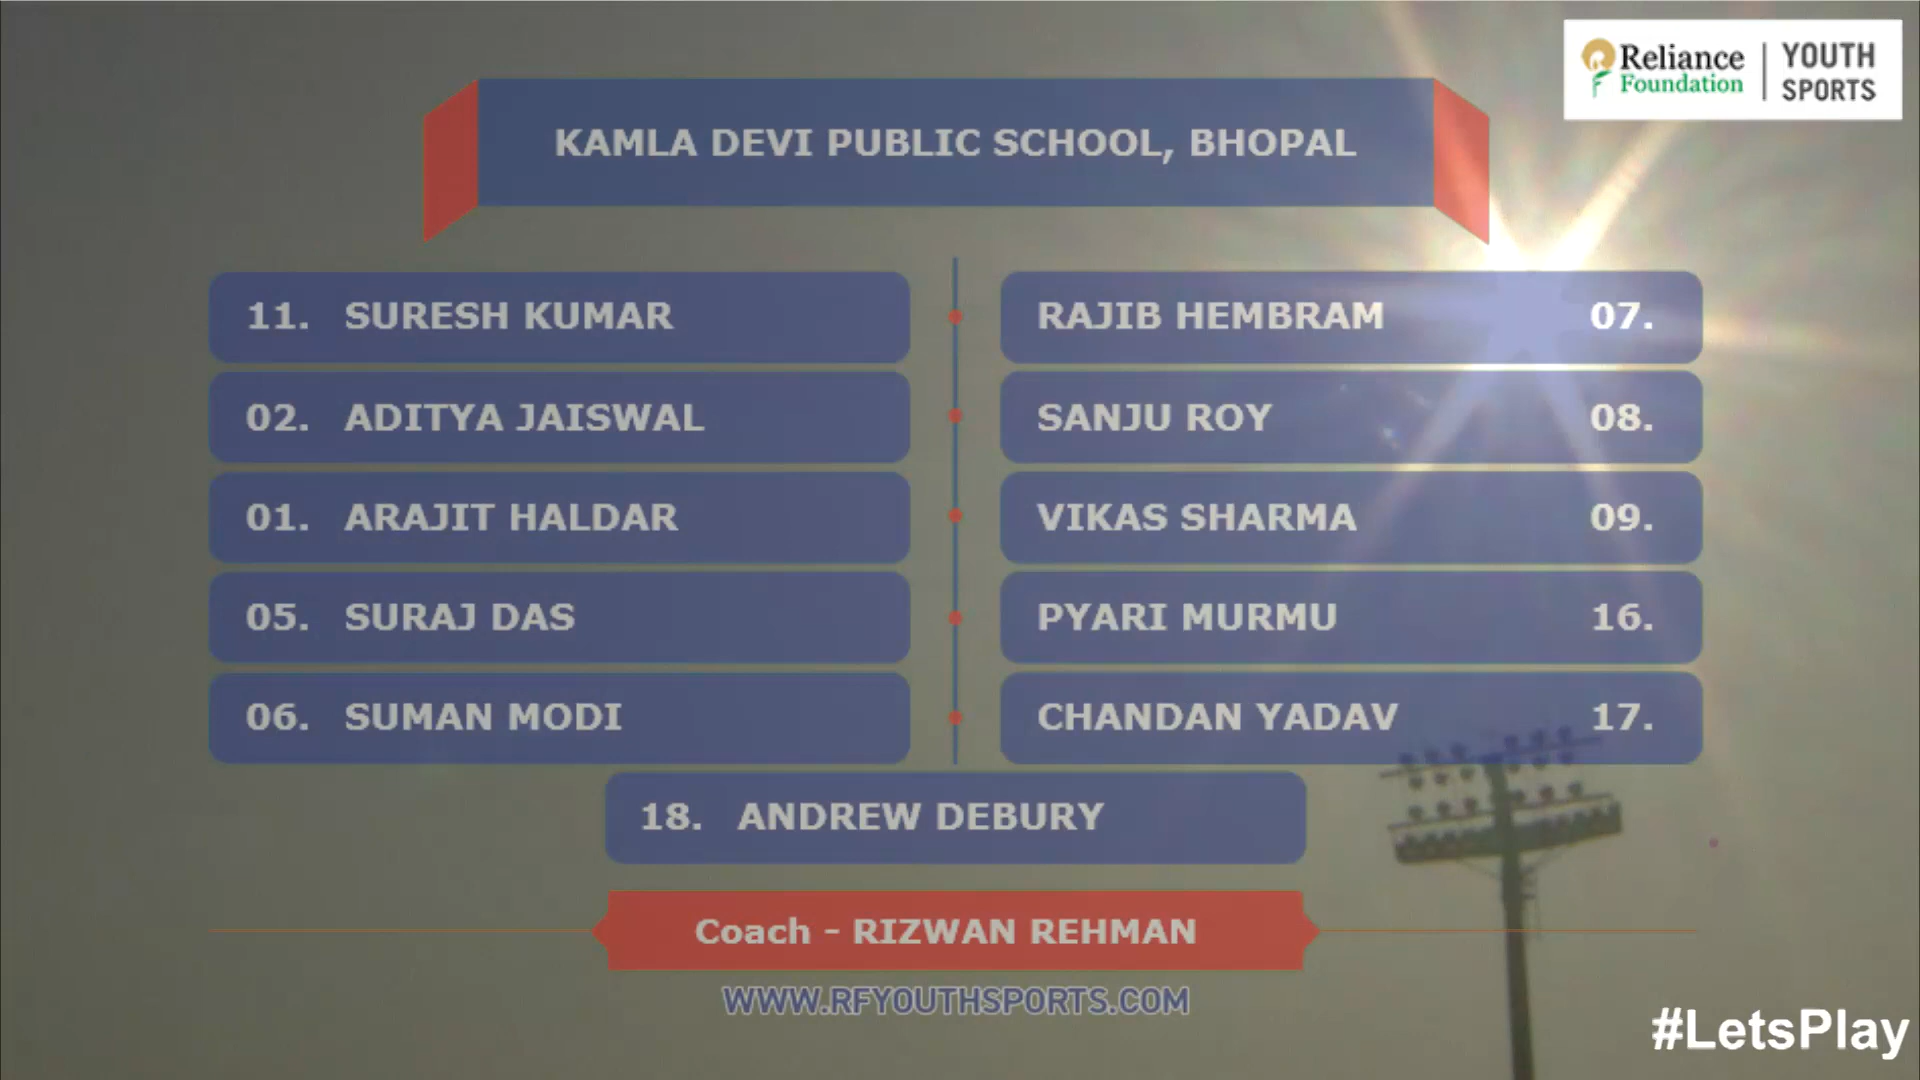 Reliance Foundation | YOUTH SPORTS
KAMLA DEVI PUBLIC SCHOOL, BHOPAL
11. SURESH KUMAR
02. ADITYA JAISWAL
01. ARAJIT HALDAR
05. SURAJ DAS
06. SUMAN MODI
RAJIB HEMBRAM 07.
SANJU ROY 08.
VIKAS SHARMA 09.
PYARI MURMU 16.
CHANDAN YADAV 17.
18. ANDREW DEBURY
Coach - RIZWAN REHMAN
WWW.RFYOUTHSPORTS.COM
#LetsPlay